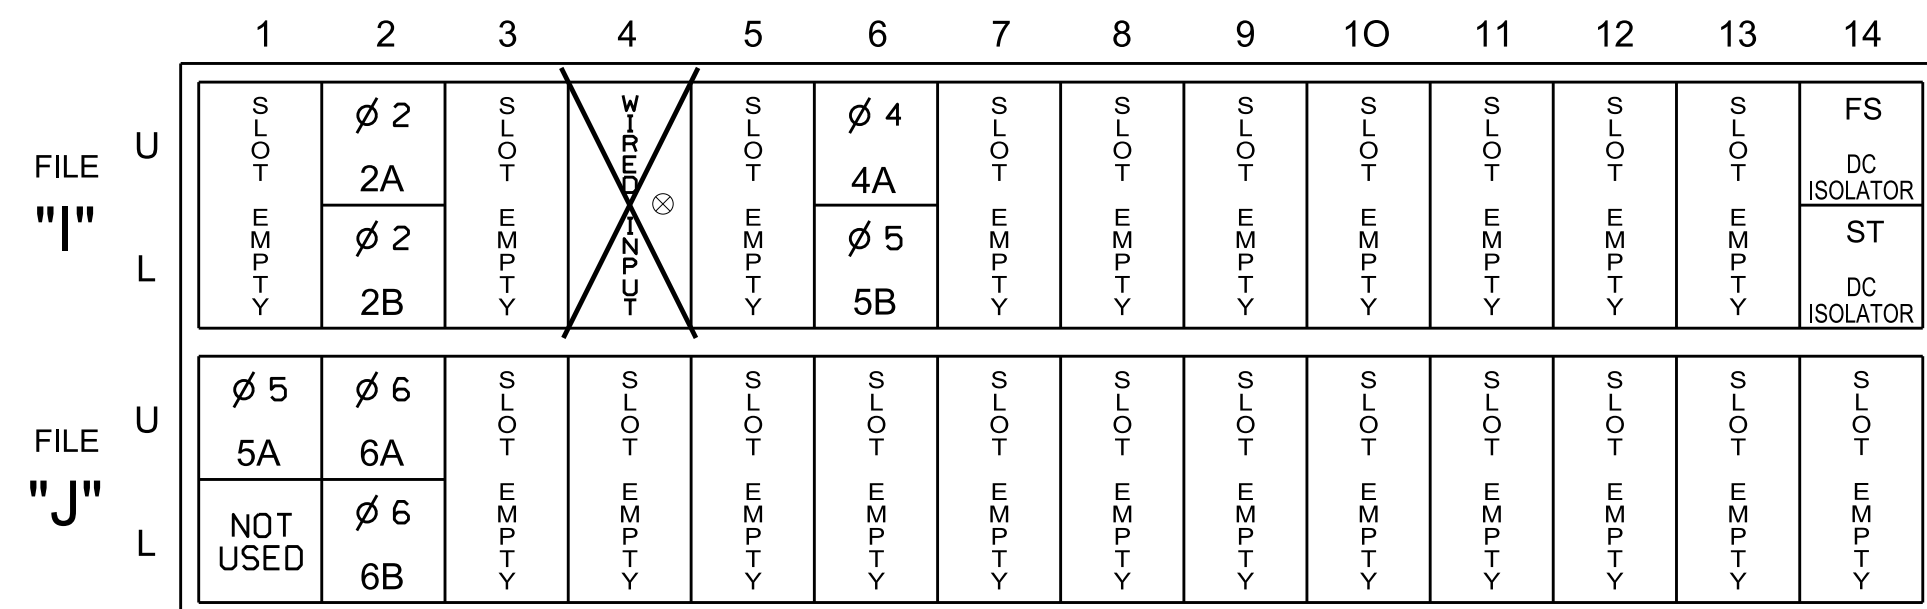 1 2 3 4 5 6 7 8 9 10 11 12 13 14
FILE
"I"
U
L
SLOT EMPTY
Ø 2
2A
Ø 2
2B
SLOT EMPTY
WIRED INPUT
SLOT EMPTY
Ø 4
4A
Ø 5
5B
SLOT EMPTY
SLOT EMPTY
SLOT EMPTY
SLOT EMPTY
SLOT EMPTY
SLOT EMPTY
SLOT EMPTY
FS
DC
ISOLATOR
ST
DC
ISOLATOR
FILE
"J"
U
L
Ø 5
5A
NOT
USED
Ø 6
6A
Ø 6
6B
SLOT EMPTY
SLOT EMPTY
SLOT EMPTY
SLOT EMPTY
SLOT EMPTY
SLOT EMPTY
SLOT EMPTY
SLOT EMPTY
SLOT EMPTY
SLOT EMPTY
SLOT EMPTY
SLOT EMPTY